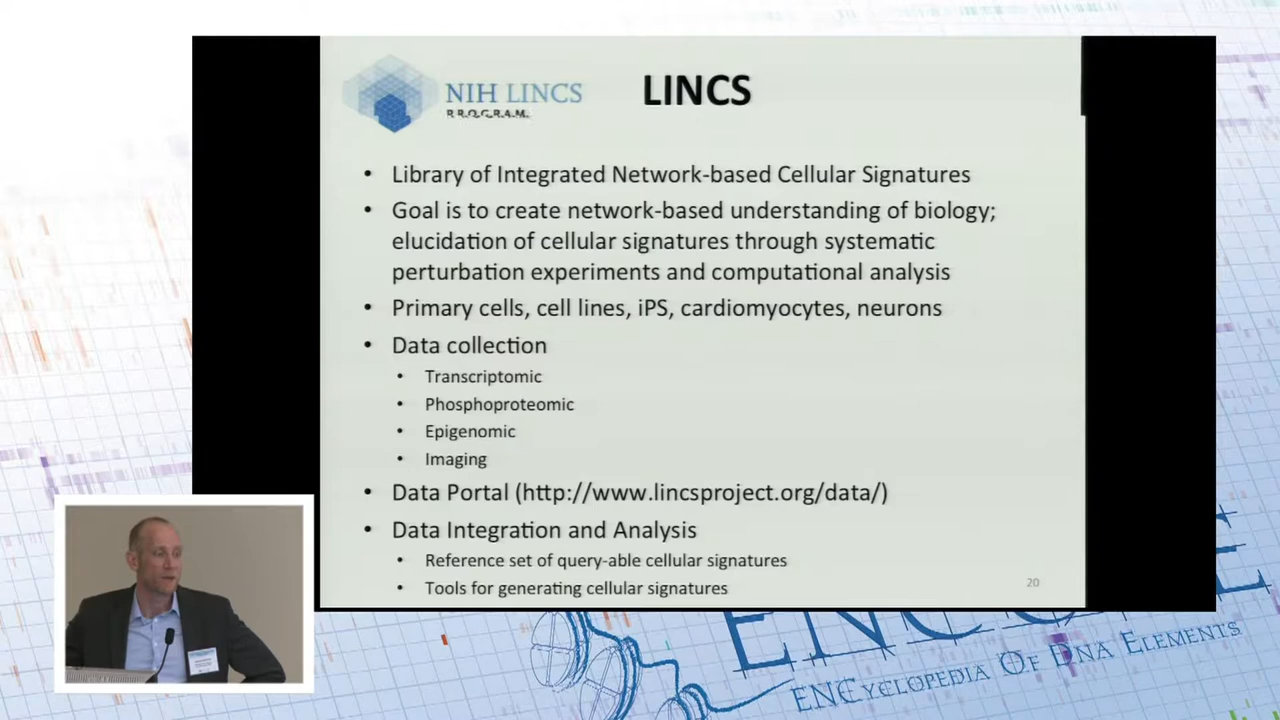 NIH LINCS
P.R.O.G.R.A.M.
LINCS
• Library of Integrated Network-based Cellular Signatures
• Goal is to create network-based understanding of biology;
elucidation of cellular signatures through systematic
perturbation experiments and computational analysis
• Primary cells, cell lines, iPS, cardiomyocytes, neurons
• Data collection
• Transcriptomic
• Phosphoproteomic
• Epigenomic
• Imaging
• Data Portal (http://www.lincsproject.org/data/)
• Data Integration and Analysis
• Reference set of query-able cellular signatures
• Tools for generating cellular signatures
20
ENCYCLOPEDIA OF DNA ELEMENTS